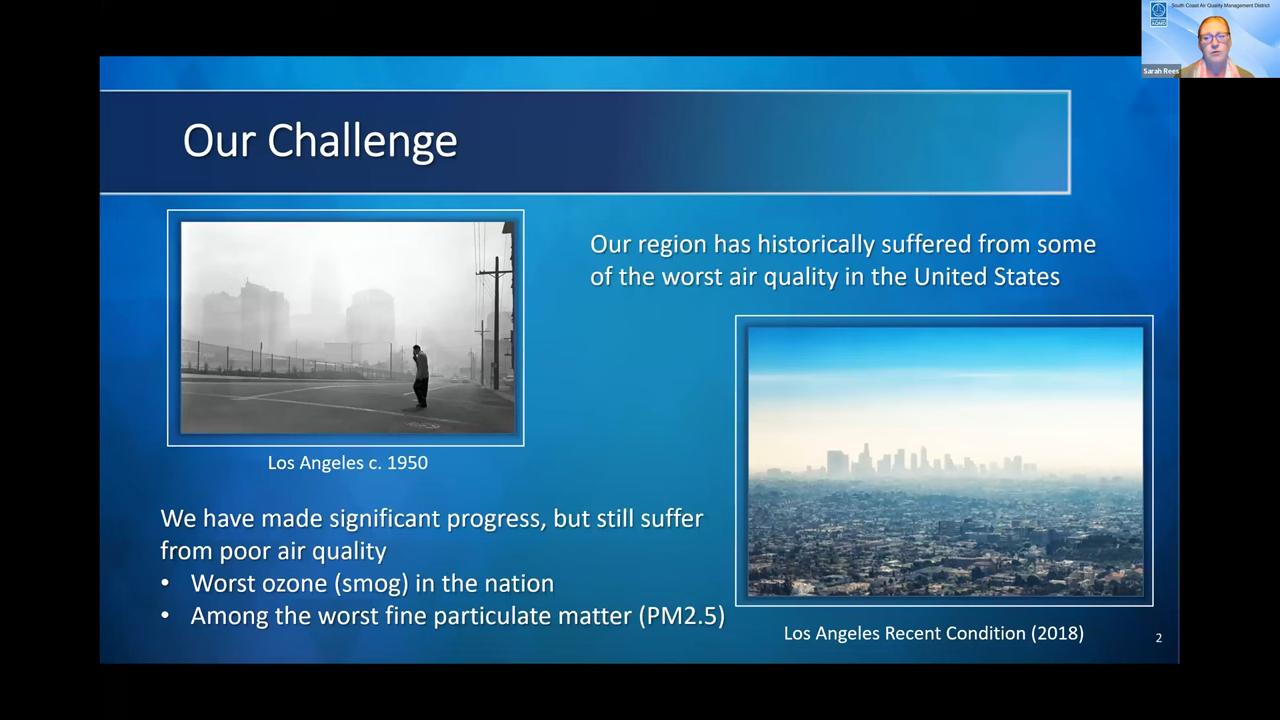 South Coast Air Quality Management District
AQMD
Sarah Rees
Our Challenge
Our region has historically suffered from some
of the worst air quality in the United States
Los Angeles c. 1950
We have made significant progress, but still suffer
from poor air quality
• Worst ozone (smog) in the nation
• Among the worst fine particulate matter (PM2.5)
Los Angeles Recent Condition (2018)
2